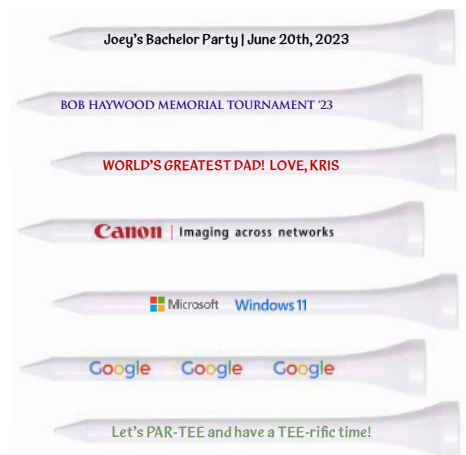 Joey's Bachelor Party | June 20th, 2023
BOB HAYWOOD MEMORIAL TOURNAMENT '23
WORLD'S GREATEST DAD! LOVE, KRIS
Canon | Imaging across networks
Microsoft Windows 11
Google Google Google
Let's PAR-TEE and have a TEE-rific time!